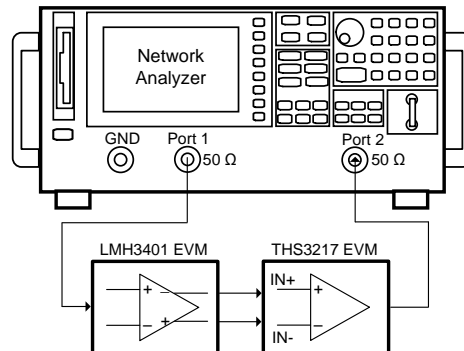 Network
Analyzer
GND
Port 1
50 Ω
Port 2
50 Ω
LMH3401 EVM
THS3217 EVM
+
–
–
+
IN+
IN-
+
–